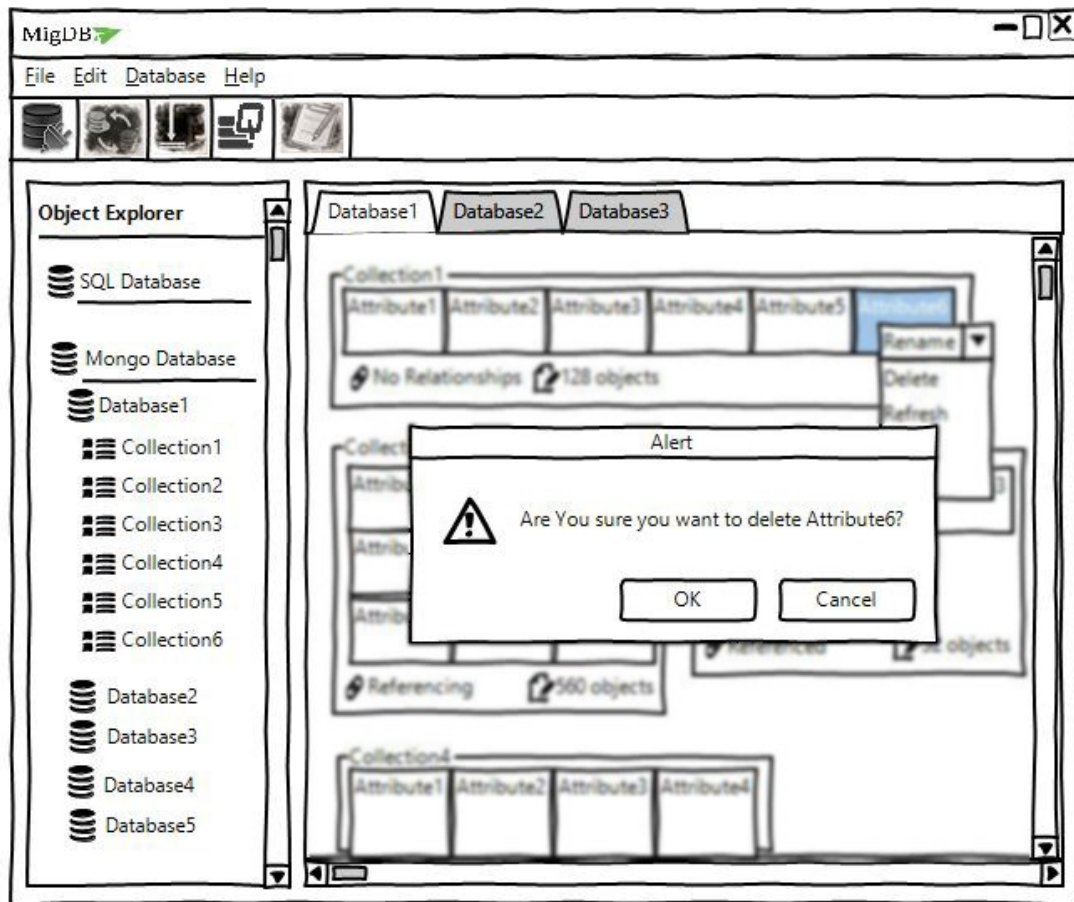 MigDB
File Edit Database Help
Object Explorer
SQL Database
Mongo Database
Database1
Collection1
Collection2
Collection3
Collection4
Collection5
Collection6
Database2
Database3
Database4
Database5
Database1 Database2 Database3
Collection1
Attribute1 Attribute2 Attribute3 Attribute4 Attribute5 Attribute6
Rename
No Relationships 128 objects
Delete
Refresh
Alert
Are You sure you want to delete Attribute6?
OK Cancel
Referenced objects
Referencing 560 objects
Collection4
Attribute1 Attribute2 Attribute3 Attribute4